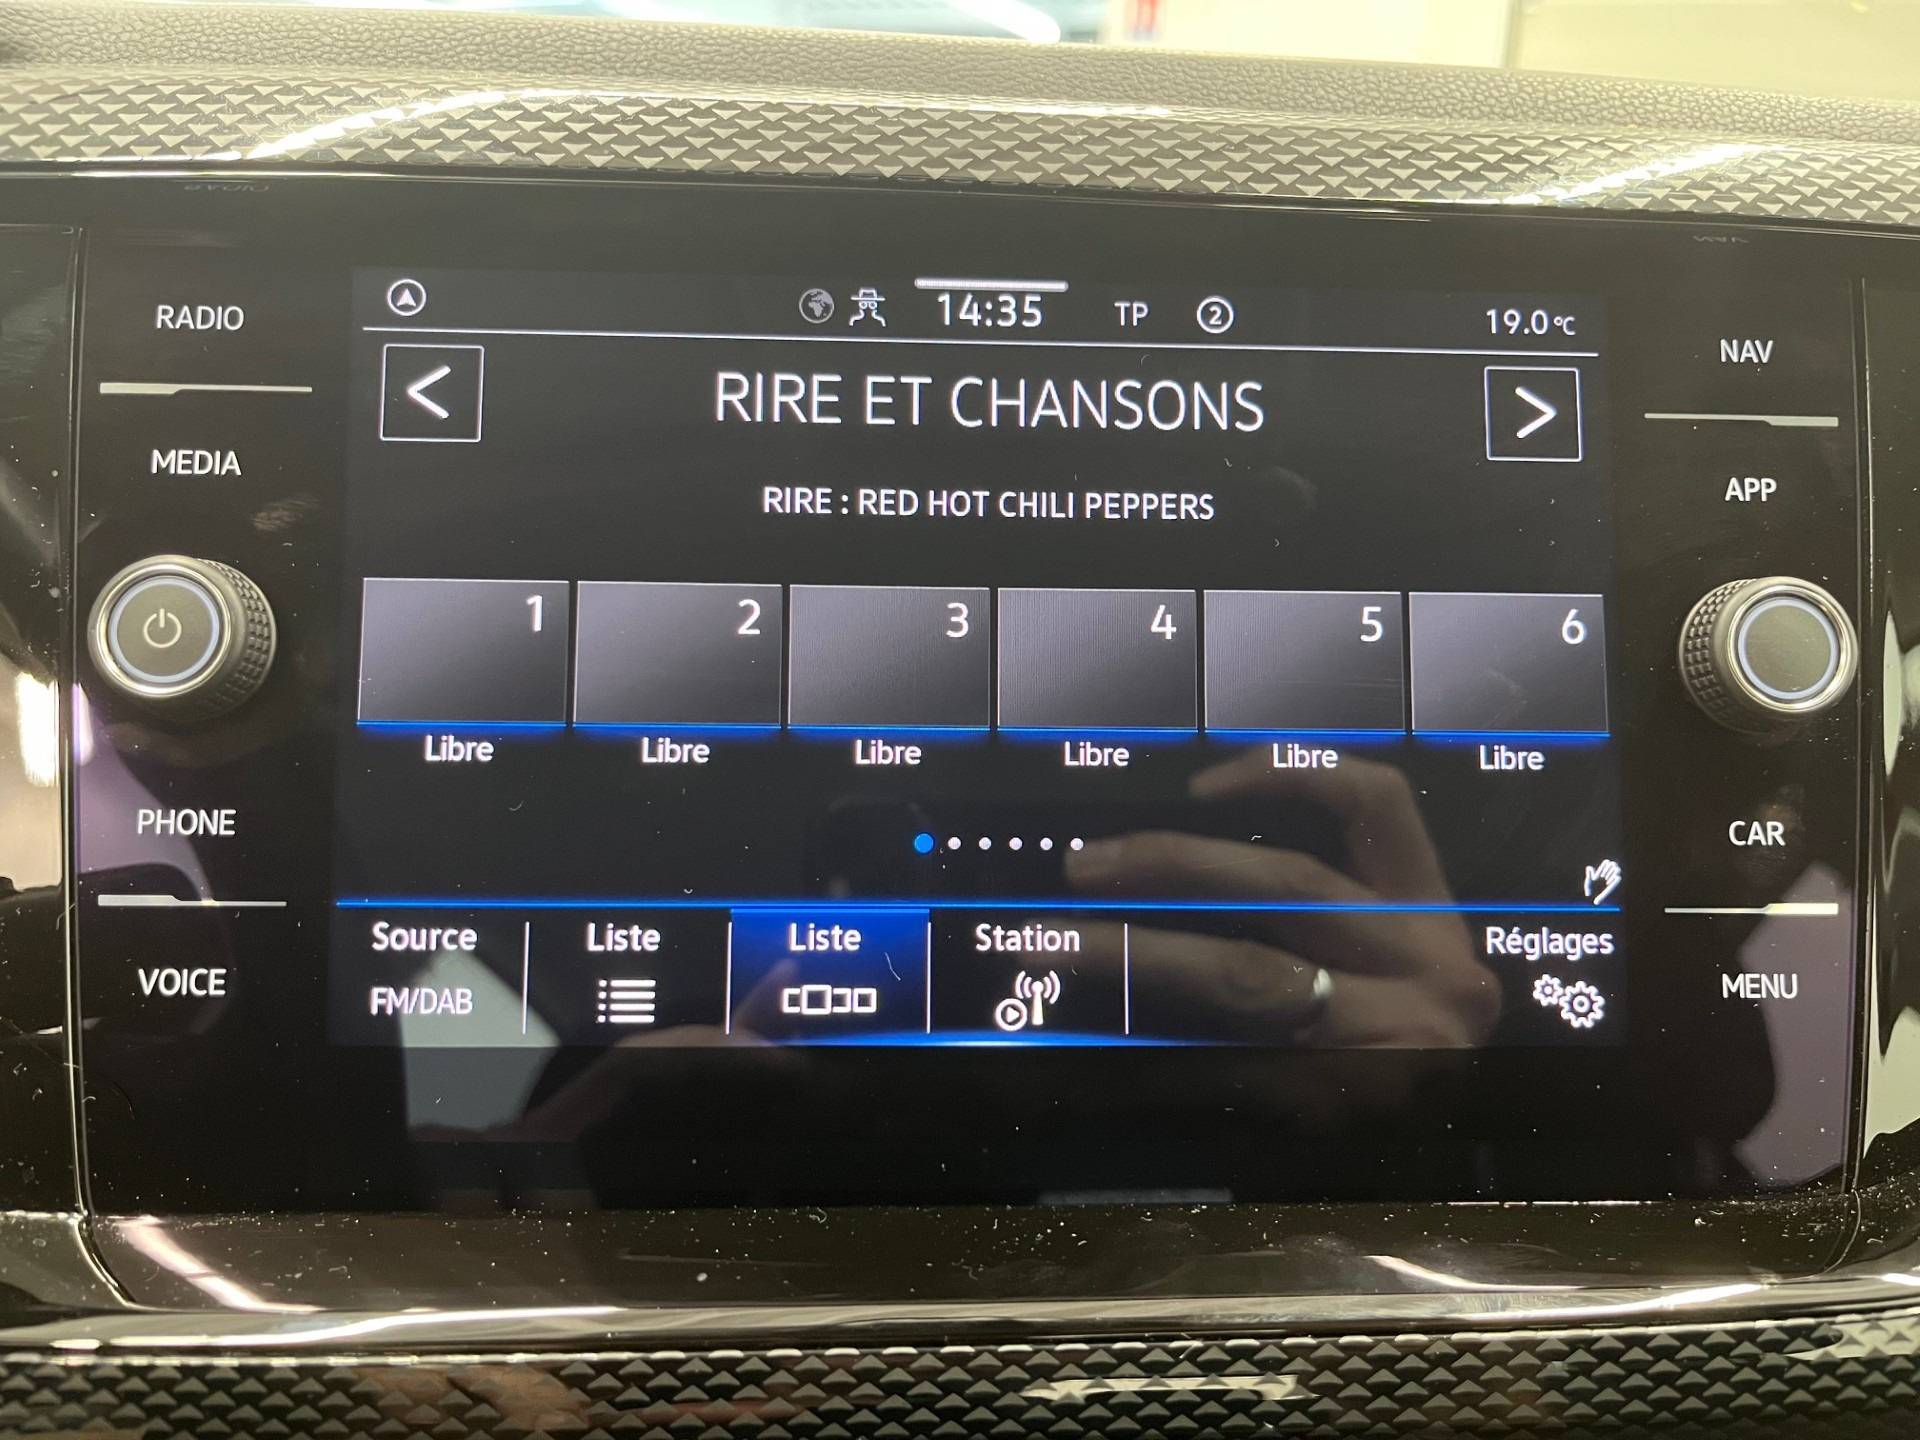 RADIO
MEDIA
PHONE
VOICE
14:35
TP
2
19.0°C
< RIRE ET CHANSONS >
RIRE : RED HOT CHILI PEPPERS
1 2 3 4 5 6
Libre Libre Libre Libre Libre Libre
Source Liste Liste Station Réglages
FM/DAB
NAV
APP
CAR
MENU